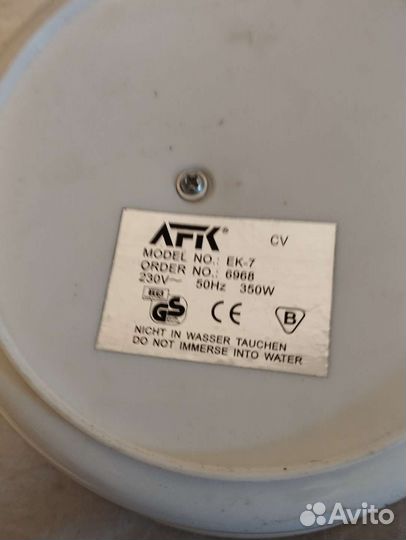 AFK® CV
MODEL NO.: EK-7
ORDER NO.: 6968
230V~ 50Hz 350W
GS CE B
NICHT IN WASSER TAUCHEN
DO NOT IMMERSE INTO WATER
Avito